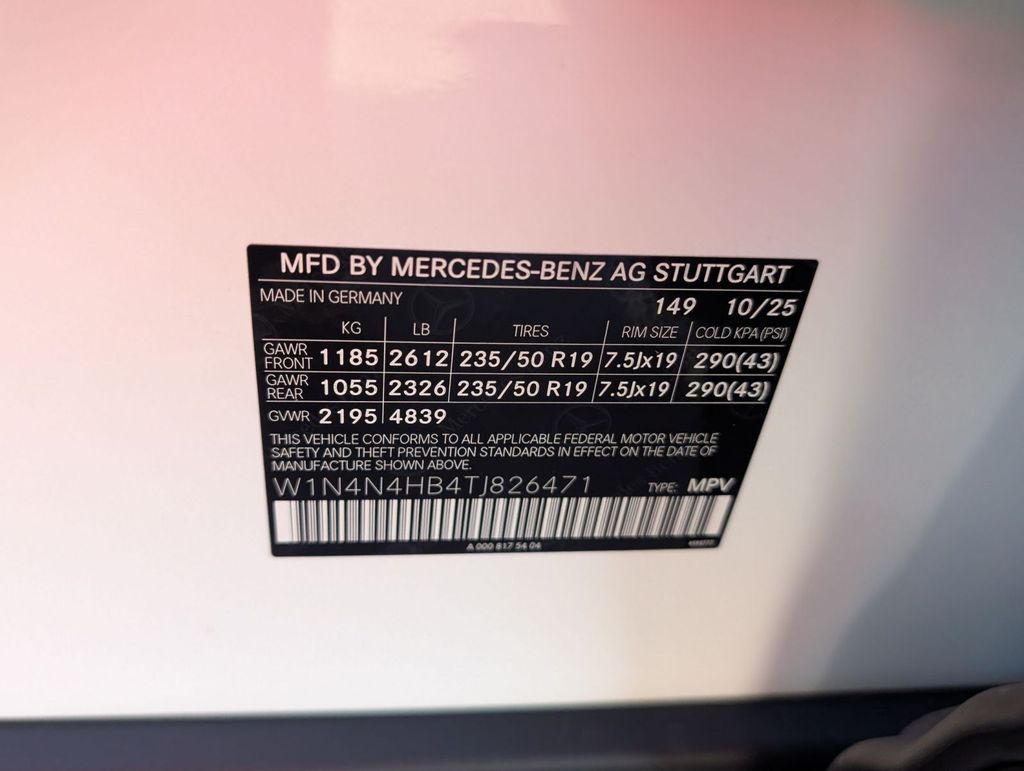 MFD BY MERCEDES-BENZ AG STUTTGART
MADE IN GERMANY 149 10/25
KG LB TIRES RIM SIZE COLD KPA (PSI)
GAWR FRONT 1185 2612 235/50 R19 7.5Jx19 290(43)
GAWR REAR 1055 2326 235/50 R19 7.5Jx19 290(43)
GVWR 2195 4839
THIS VEHICLE CONFORMS TO ALL APPLICABLE FEDERAL MOTOR VEHICLE
SAFETY AND THEFT PREVENTION STANDARDS IN EFFECT ON THE DATE OF
MANUFACTURE SHOWN ABOVE.
W1N4N4HB4TJ826471 TYPE: MPV
A 000 817 54 04